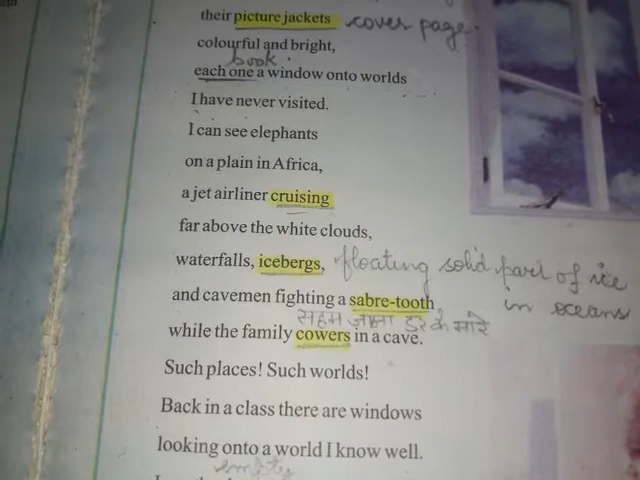 their picture jackets cover page.
colourful and bright,
book.
each one a window onto worlds
I have never visited.
I can see elephants
on a plain in Africa,
a jet airliner cruising
far above the white clouds,
waterfalls, icebergs, floating solid part of ice
in oceans
and cavemen fighting a sabre-tooth
सहम जाना डर के मारे
while the family cowers in a cave.
Such places! Such worlds!
Back in a class there are windows
looking onto a world I know well.
empty